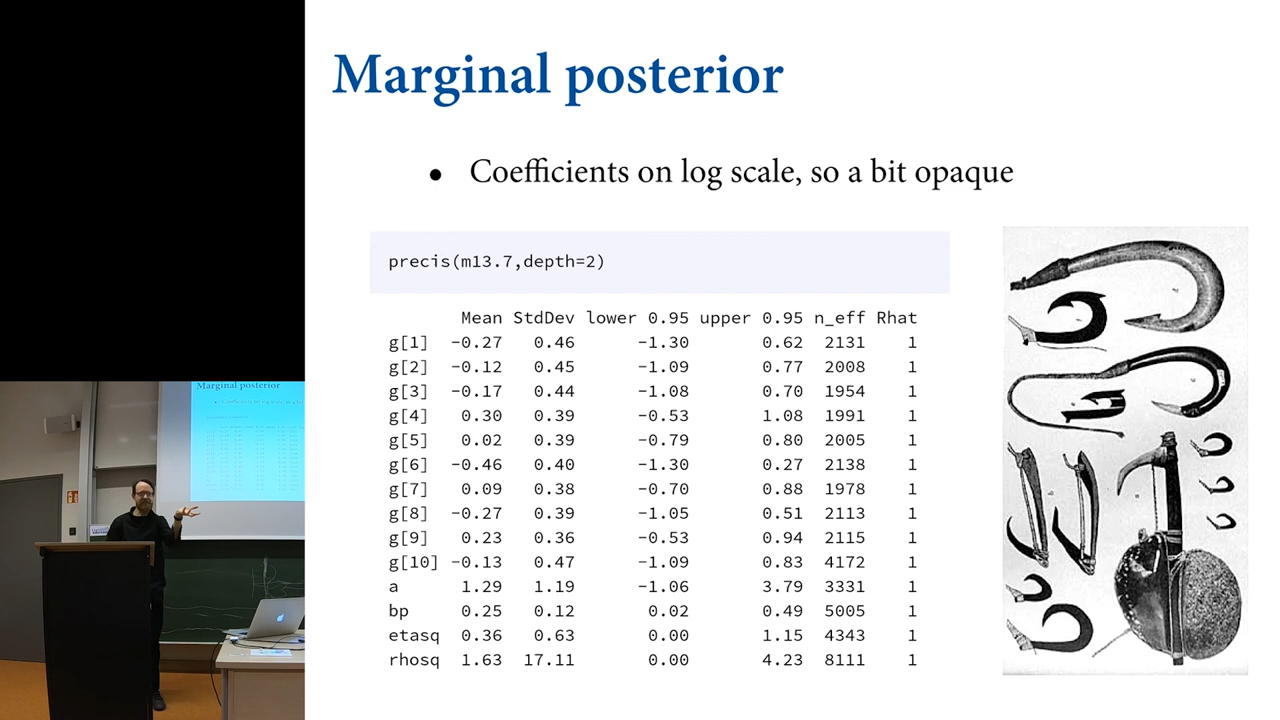 Marginal posterior
• Coefficients on log scale, so a bit opaque
precis(m13.7,depth=2)
Mean StdDev lower 0.95 upper 0.95 n_eff Rhat
g[1] −0.27 0.46 −1.30 0.62 2131 1
g[2] −0.12 0.45 −1.09 0.77 2008 1
g[3] −0.17 0.44 −1.08 0.70 1954 1
g[4] 0.30 0.39 −0.53 1.08 1991 1
g[5] 0.02 0.39 −0.79 0.80 2005 1
g[6] −0.46 0.40 −1.30 0.27 2138 1
g[7] 0.09 0.38 −0.70 0.88 1978 1
g[8] −0.27 0.39 −1.05 0.51 2113 1
g[9] 0.23 0.36 −0.53 0.94 2115 1
g[10] −0.13 0.47 −1.09 0.83 4172 1
a 1.29 1.19 −1.06 3.79 3331 1
bp 0.25 0.12 0.02 0.49 5005 1
etasq 0.36 0.63 0.00 1.15 4343 1
rhosq 1.63 17.11 0.00 4.23 8111 1
Marginal posterior